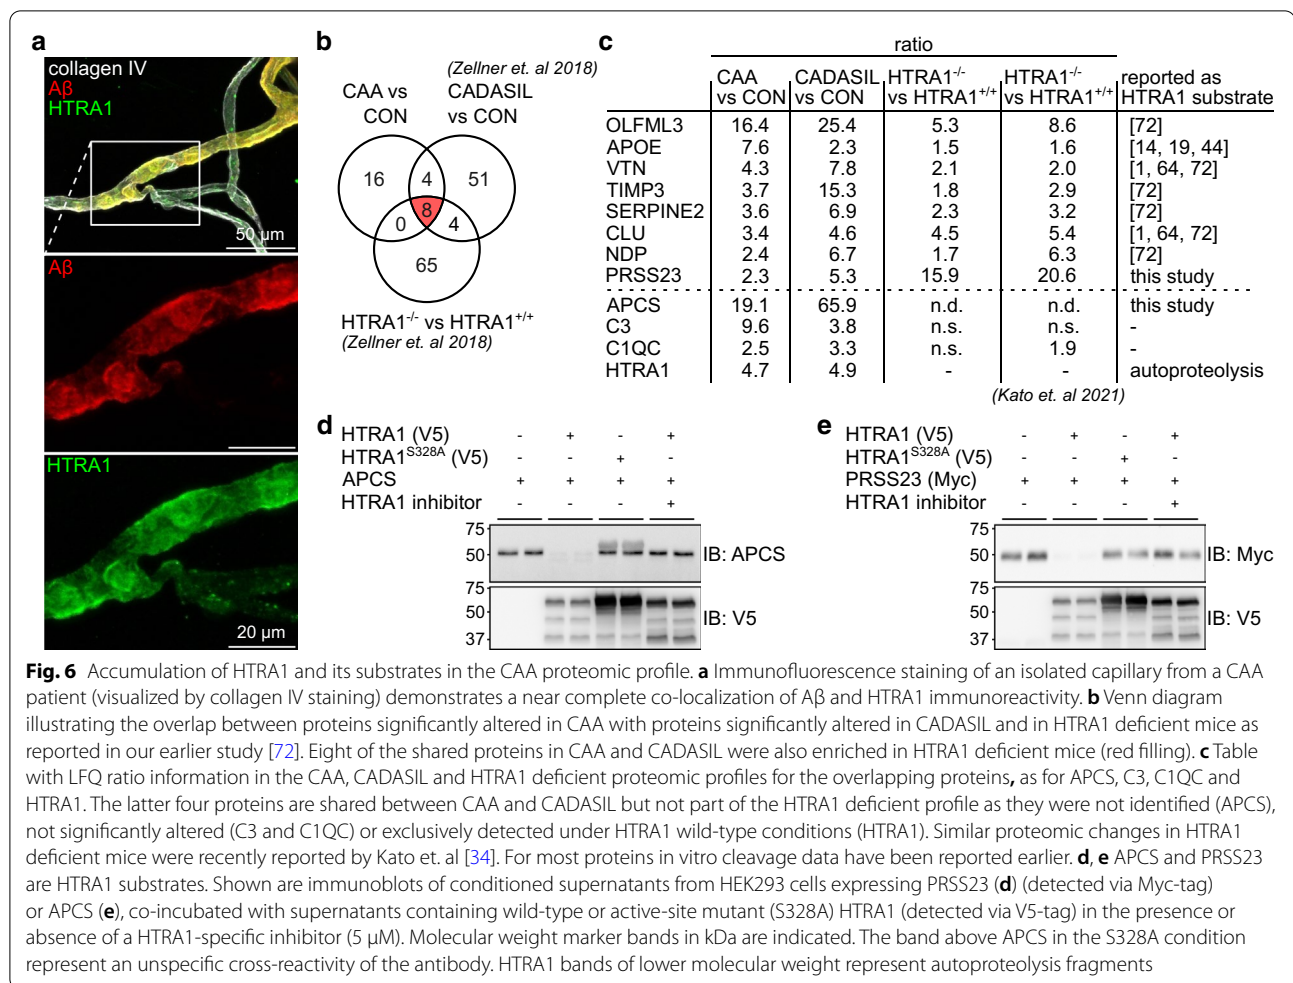 a
collagen IV
Aβ
HTRA1
50 µm
Aβ
HTRA1
20 µm
b
(Zellner et. al 2018)
CAA vs
CON
CADASIL
vs CON
16
4
51
8
0
4
65
HTRA1-/- vs HTRA1+/+
(Zellner et. al 2018)
c
ratio
CAA vs CON | CADASIL vs CON | HTRA1-/- vs HTRA1+/+ | HTRA1-/- vs HTRA1+/+ | reported as HTRA1 substrate
OLFML3 16.4 25.4 5.3 8.6 [72]
APOE 7.6 2.3 1.5 1.6 [14, 19, 44]
VTN 4.3 7.8 2.1 2.0 [1, 64, 72]
TIMP3 3.7 15.3 1.8 2.9 [72]
SERPINE2 3.6 6.9 2.3 3.2 [72]
CLU 3.4 4.6 4.5 5.4 [1, 64, 72]
NDP 2.4 6.7 1.7 6.3 [72]
PRSS23 2.3 5.3 15.9 20.6 this study
APCS 19.1 65.9 n.d. n.d. this study
C3 9.6 3.8 n.s. n.s. -
C1QC 2.5 3.3 n.s. 1.9 -
HTRA1 4.7 4.9 - - autoproteolysis
(Kato et. al 2021)
d
HTRA1 (V5) - + - +
HTRA1S328A (V5) - - + -
APCS + + + +
HTRA1 inhibitor - - - +
75
50
IB: APCS
75
50
37
IB: V5
e
HTRA1 (V5) - + - +
HTRA1S328A (V5) - - + -
PRSS23 (Myc) + + + +
HTRA1 inhibitor - - - +
75
50
IB: Myc
75
50
37
IB: V5
Fig. 6 Accumulation of HTRA1 and its substrates in the CAA proteomic profile. a Immunofluorescence staining of an isolated capillary from a CAA
patient (visualized by collagen IV staining) demonstrates a near complete co-localization of Aβ and HTRA1 immunoreactivity. b Venn diagram
illustrating the overlap between proteins significantly altered in CAA with proteins significantly altered in CADASIL and in HTRA1 deficient mice as
reported in our earlier study [72]. Eight of the shared proteins in CAA and CADASIL were also enriched in HTRA1 deficient mice (red filling). c Table
with LFQ ratio information in the CAA, CADASIL and HTRA1 deficient proteomic profiles for the overlapping proteins, as for APCS, C3, C1QC and
HTRA1. The latter four proteins are shared between CAA and CADASIL but not part of the HTRA1 deficient profile as they were not identified (APCS),
not significantly altered (C3 and C1QC) or exclusively detected under HTRA1 wild-type conditions (HTRA1). Similar proteomic changes in HTRA1
deficient mice were recently reported by Kato et. al [34]. For most proteins in vitro cleavage data have been reported earlier. d, e APCS and PRSS23
are HTRA1 substrates. Shown are immunoblots of conditioned supernatants from HEK293 cells expressing PRSS23 (d) (detected via Myc-tag)
or APCS (e), co-incubated with supernatants containing wild-type or active-site mutant (S328A) HTRA1 (detected via V5-tag) in the presence or
absence of a HTRA1-specific inhibitor (5 µM). Molecular weight marker bands in kDa are indicated. The band above APCS in the S328A condition
represent an unspecific cross-reactivity of the antibody. HTRA1 bands of lower molecular weight represent autoproteolysis fragments